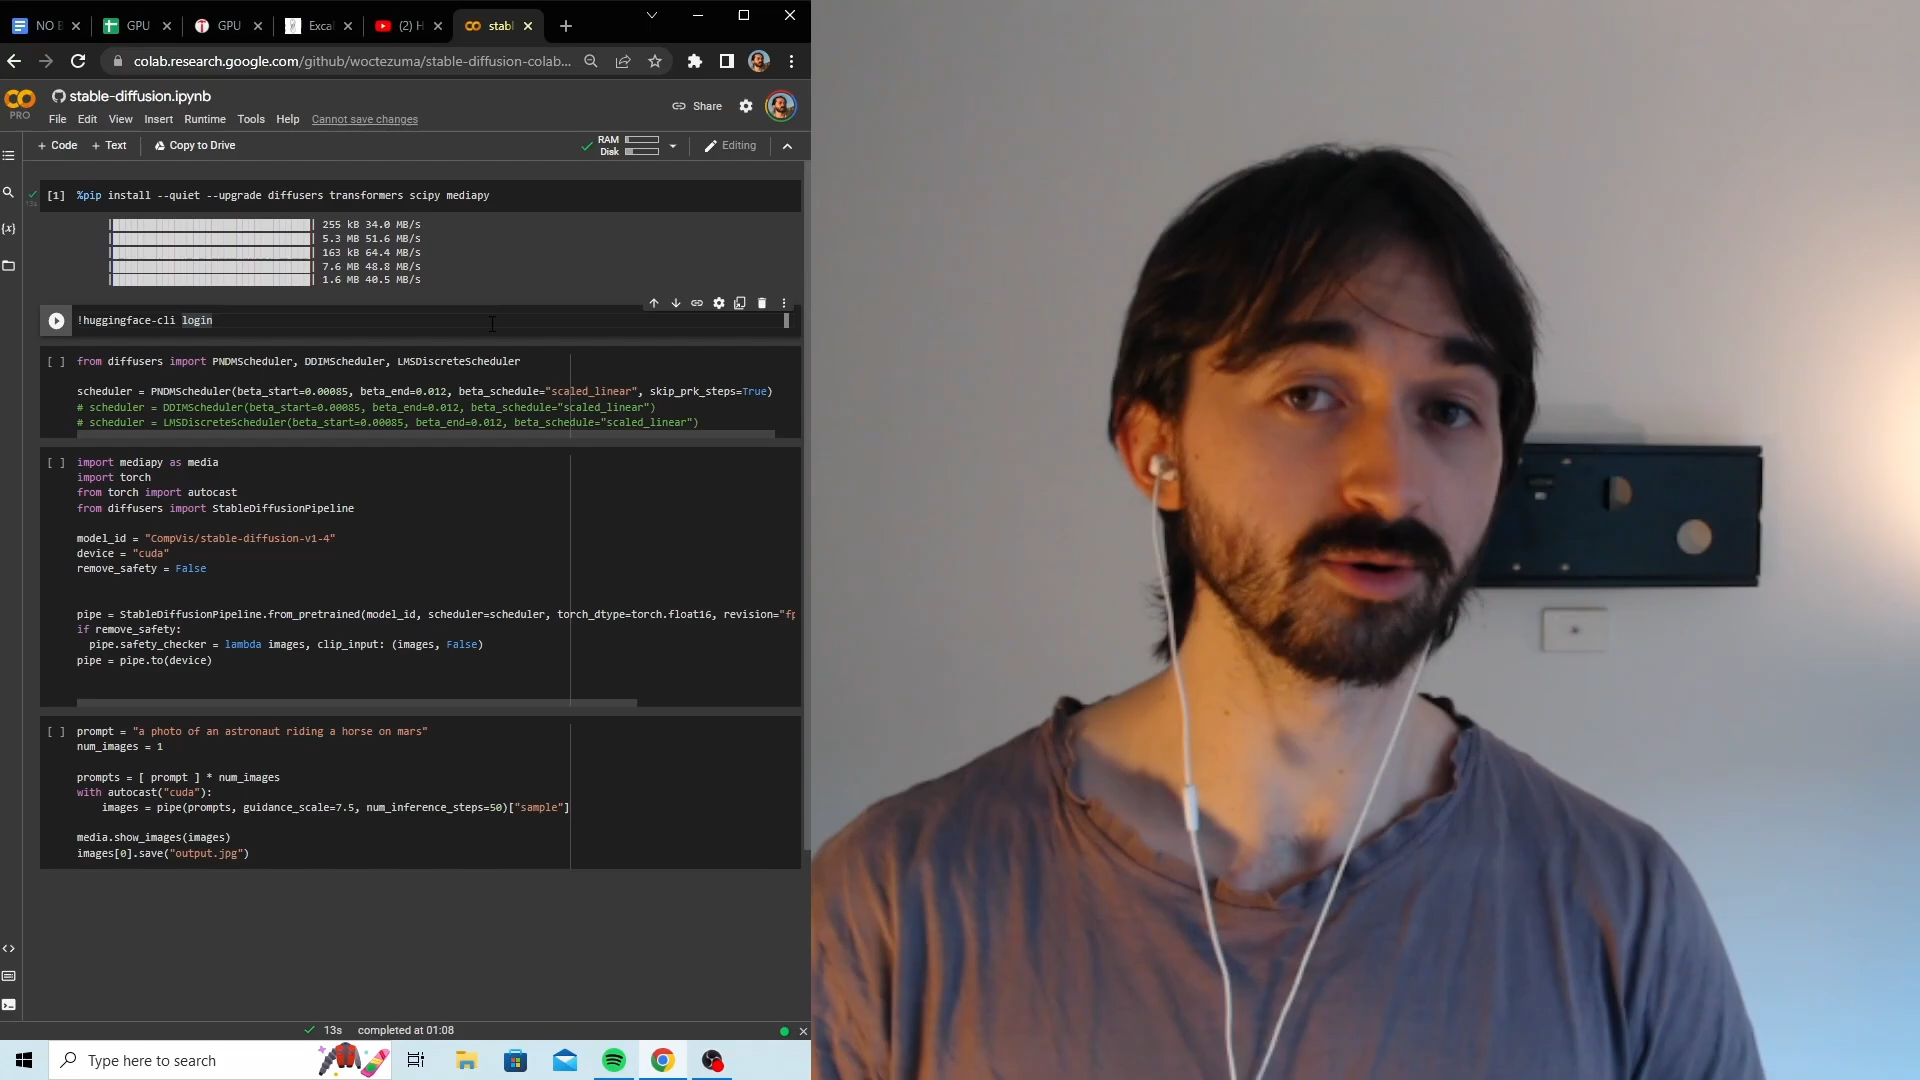 NO B
GPU
GPU
Exca
(2) H
stabl
colab.research.google.com/github/woctezuma/stable-diffusion-colab...
PRO
stable-diffusion.ipynb
Share
File Edit View Insert Runtime Tools Help Cannot save changes
+ Code + Text Copy to Drive
RAM
Disk
Editing
[1] %pip install --quiet --upgrade diffusers transformers scipy mediapy
13s
255 kB 34.0 MB/s
5.3 MB 51.6 MB/s
163 kB 64.4 MB/s
7.6 MB 48.8 MB/s
1.6 MB 40.5 MB/s
{x}
!huggingface-cli login
[ ] from diffusers import PNDMScheduler, DDIMScheduler, LMSDiscreteScheduler
scheduler = PNDMScheduler(beta_start=0.00085, beta_end=0.012, beta_schedule="scaled_linear", skip_prk_steps=True)
# scheduler = DDIMScheduler(beta_start=0.00085, beta_end=0.012, beta_schedule="scaled_linear")
# scheduler = LMSDiscreteScheduler(beta_start=0.00085, beta_end=0.012, beta_schedule="scaled_linear")
[ ] import mediapy as media
import torch
from torch import autocast
from diffusers import StableDiffusionPipeline
model_id = "CompVis/stable-diffusion-v1-4"
device = "cuda"
remove_safety = False
pipe = StableDiffusionPipeline.from_pretrained(model_id, scheduler=scheduler, torch_dtype=torch.float16, revision="fp
if remove_safety:
pipe.safety_checker = lambda images, clip_input: (images, False)
pipe = pipe.to(device)
[ ] prompt = "a photo of an astronaut riding a horse on mars"
num_images = 1
prompts = [ prompt ] * num_images
with autocast("cuda"):
images = pipe(prompts, guidance_scale=7.5, num_inference_steps=50)["sample"]
media.show_images(images)
images[0].save("output.jpg")
13s completed at 01:08
Type here to search